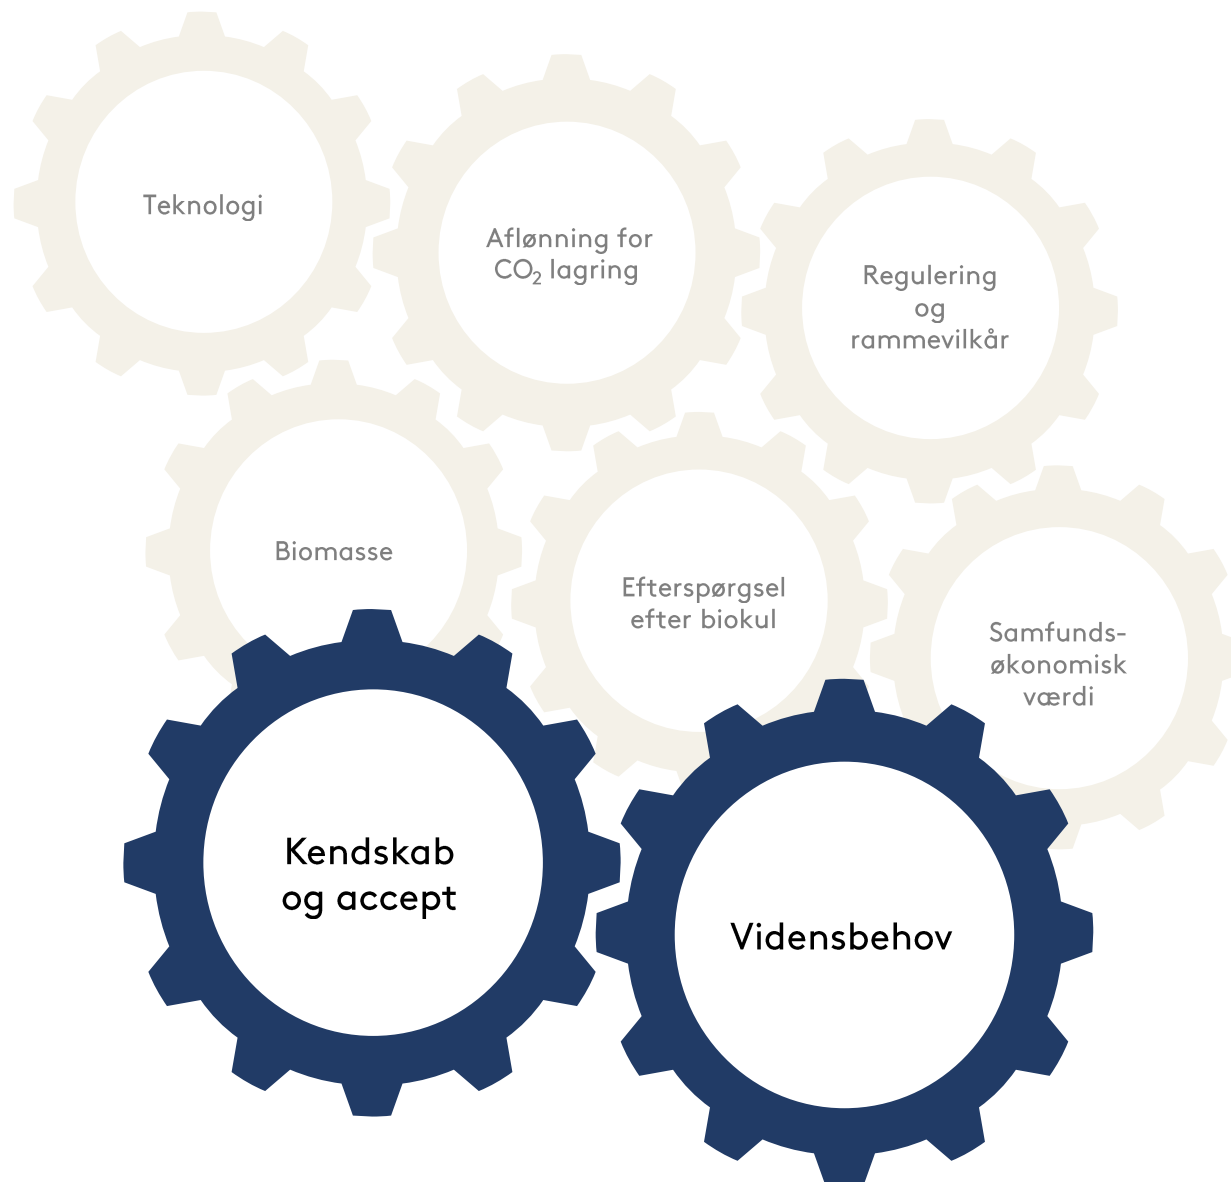 Teknologi
Aflønning for
CO₂ lagring
Regulering
og
rammevilkår
Biomasse
Efterspørgsel
efter biokul
Samfunds-
økonomisk
værdi
Kendskab
og accept
Vidensbehov